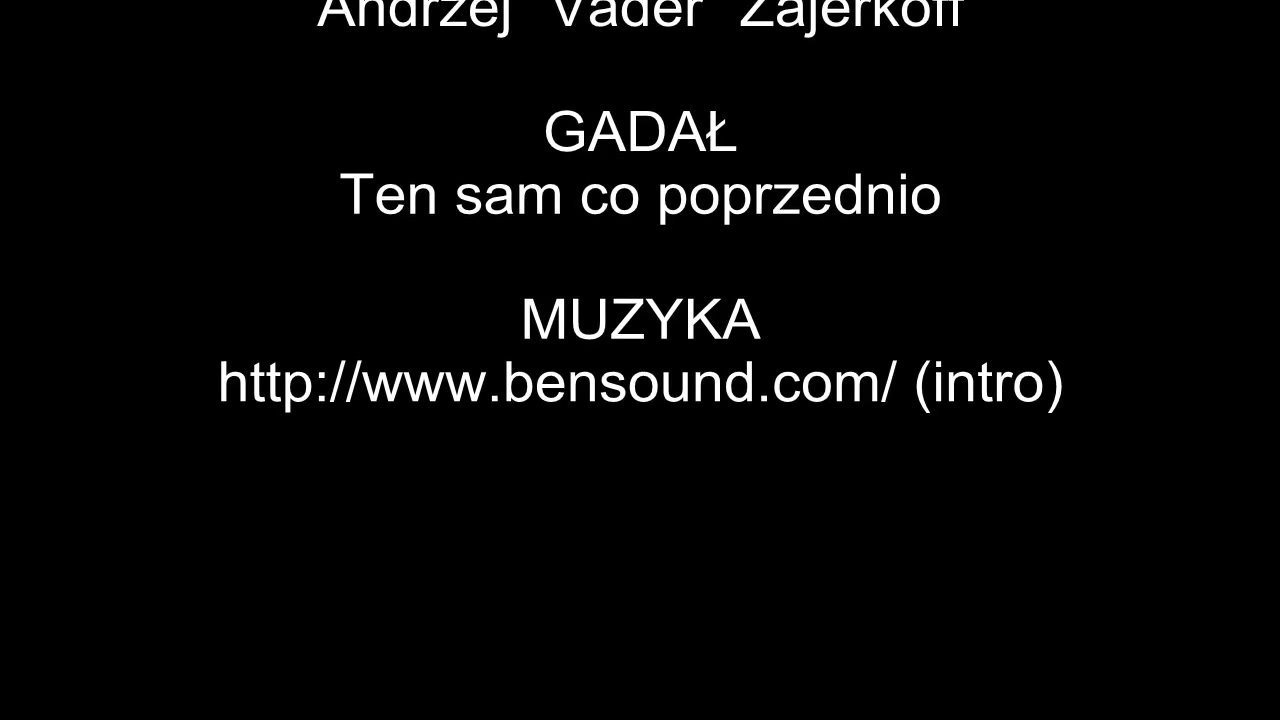 Andrzej "Vader" Zajerkoff
GADAŁ
Ten sam co poprzednio
MUZYKA
http://www.bensound.com/ (intro)